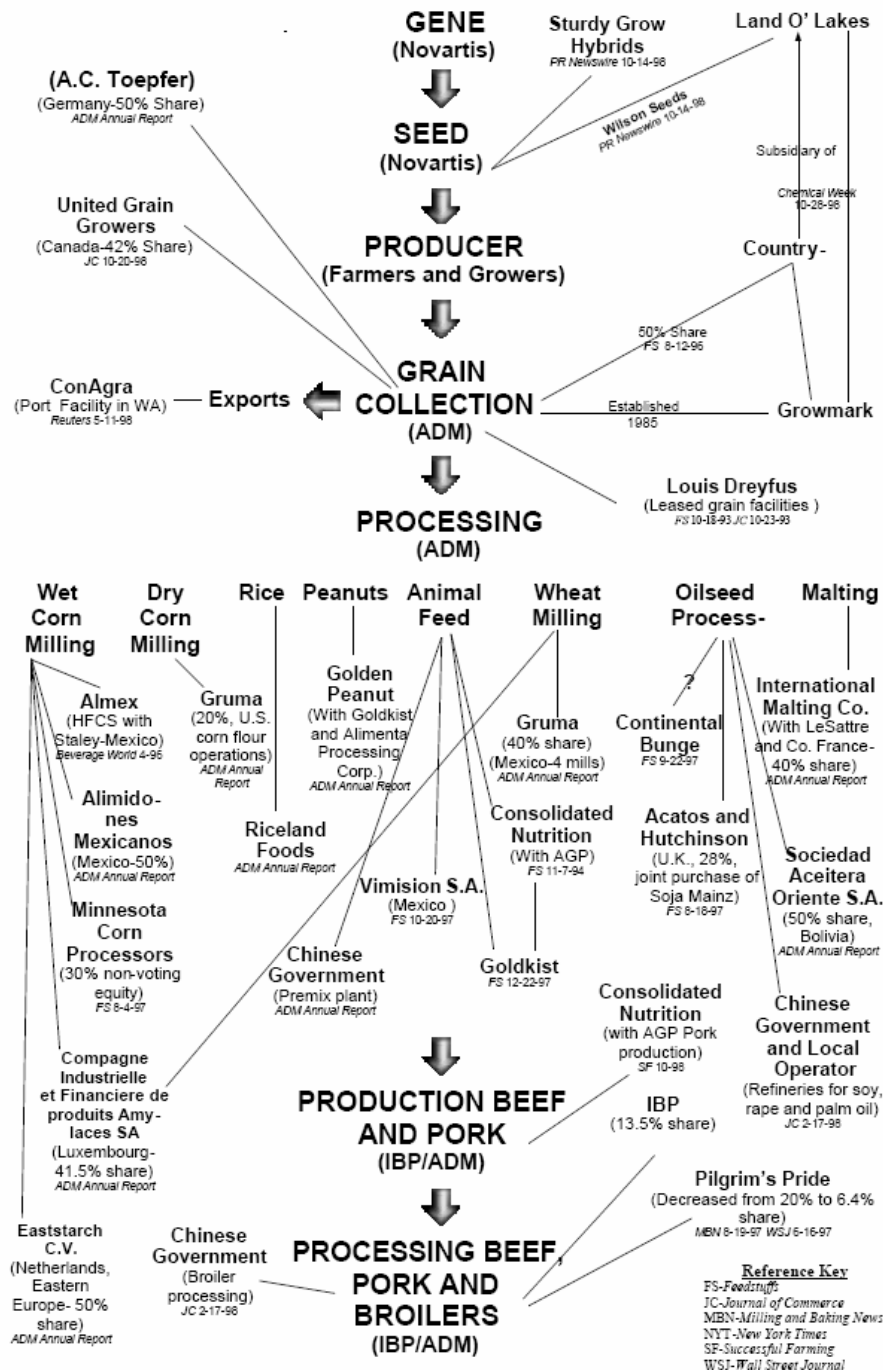 GENE
(Novartis)
Sturdy Grow
Hybrids
PR Newswire 10-14-98
Land O' Lakes
(A.C. Toepfer)
(Germany-50% Share)
ADM Annual Report
Wilson Seeds
PR Newswire 10-14-98
SEED
(Novartis)
Subsidiary of
Chemical Week
10-26-98
United Grain
Growers
(Canada-42% Share)
JC 10-20-98
PRODUCER
(Farmers and Growers)
Country-
50% Share
FS 8-12-96
GRAIN
COLLECTION
(ADM)
ConAgra
(Port Facility in WA)
Reuters 5-11-98
Exports
Established
1985
Growmark
Louis Dreyfus
(Leased grain facilities )
FS 10-18-93 JC 10-23-93
PROCESSING
(ADM)
Wet
Corn
Milling
Dry
Corn
Milling
Rice
Peanuts
Animal
Feed
Wheat
Milling
Oilseed
Process-
Malting
Almex
(HFCS with
Staley-Mexico)
Beverage World 4-96
Gruma
(20%, U.S.
corn flour
operations)
ADM Annual
Report
Golden
Peanut
(With Goldkist
and Alimenta
Processing
Corp.)
ADM Annual Report
Gruma
(40% share)
(Mexico-4 mills)
ADM Annual Report
?
Continental
Bunge
FS 9-22-97
International
Malting Co.
(With LeSattre
and Co. France-
40% share)
ADM Annual Report
Alimido-
nes
Mexicanos
(Mexico-50%)
ADM Annual Report
Riceland
Foods
ADM Annual Report
Vimision S.A.
(Mexico )
FS 10-20-97
Consolidated
Nutrition
(With AGP)
FS 11-7-94
Acatos and
Hutchinson
(U.K., 28%,
joint purchase of
Soja Mainz)
FS 8-18-97
Sociedad
Aceitera
Oriente S.A.
(50% share,
Bolivia)
ADM Annual Report
Minnesota
Corn
Processors
(30% non-voting
equity)
FS 8-4-97
Chinese
Government
(Premix plant)
ADM Annual Report
Goldkist
FS 12-22-97
Consolidated
Nutrition
(with AGP Pork
production)
SF 10-98
Chinese
Government
and Local
Operator
(Refineries for soy,
rape and palm oil)
JC 2-17-98
Compagne
Industrielle
et Financiere de
produits Amy-
laces SA
(Luxembourg-
41.5% share)
ADM Annual Report
PRODUCTION BEEF
AND PORK
(IBP/ADM)
IBP
(13.5% share)
Pilgrim's Pride
(Decreased from 20% to 6.4%
share)
MBN 8-19-97 WSJ 6-16-97
Eaststarch
C.V.
(Netherlands,
Eastern
Europe- 50%
share)
ADM Annual Report
Chinese
Government
(Broiler
processing)
JC 2-17-98
PROCESSING BEEF,
PORK AND
BROILERS
(IBP/ADM)
Reference Key
FS-Feedstuffs
JC-Journal of Commerce
MBN-Milling and Baking News
NYT-New York Times
SF-Successful Farming
WSJ-Wall Street Journal